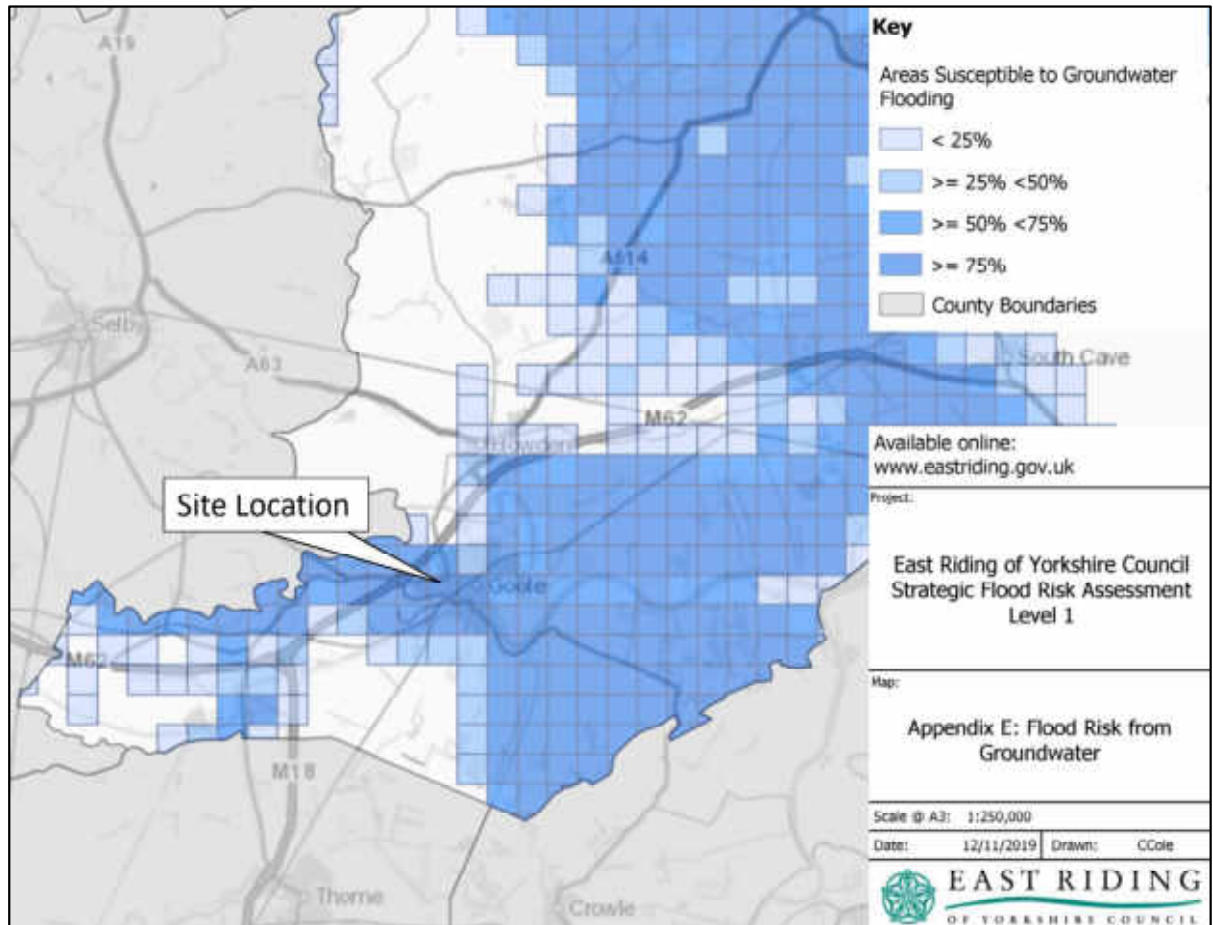 A19
Selby
A63
A614
M62
Howden
South Cave
Site Location
Goole
M62
M18
Thorne
Crowle
Key
Areas Susceptible to Groundwater
Flooding
< 25%
>= 25% <50%
>= 50% <75%
>= 75%
County Boundaries
Available online:
www.eastriding.gov.uk
Project:
East Riding of Yorkshire Council
Strategic Flood Risk Assessment
Level 1
Map:
Appendix E: Flood Risk from
Groundwater
Scale @ A3: 1:250,000
Date: 12/11/2019 Drawn: CCole
EAST RIDING
OF YORKSHIRE COUNCIL